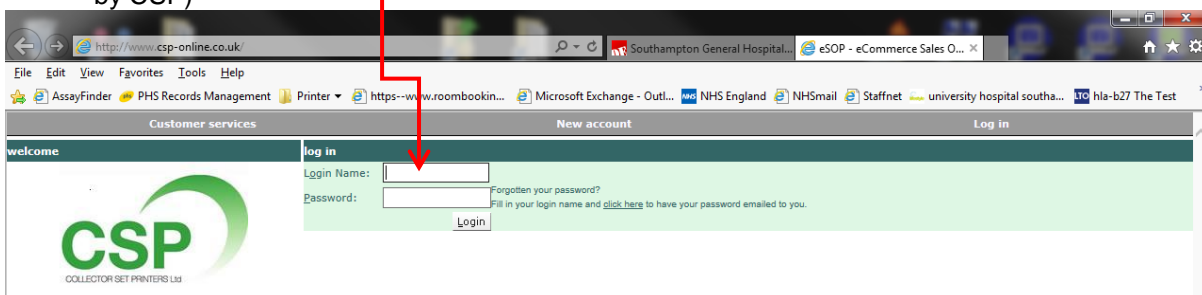 by CSP)
http://www.csp-online.co.uk/
Southampton General Hospital...
eSOP - eCommerce Sales O...
File Edit View Favorites Tools Help
AssayFinder PHS Records Management Printer https--www.roombookin... Microsoft Exchange - Outl... NHS NHS England NHSmail Staffnet university hospital southa... LTO hla-b27 The Test
Customer services New account Log in
welcome log in
Login Name:
Password:
Forgotten your password?
Fill in your login name and click here to have your password emailed to you.
Login
CSP
COLLECTOR SET PRINTERS Ltd